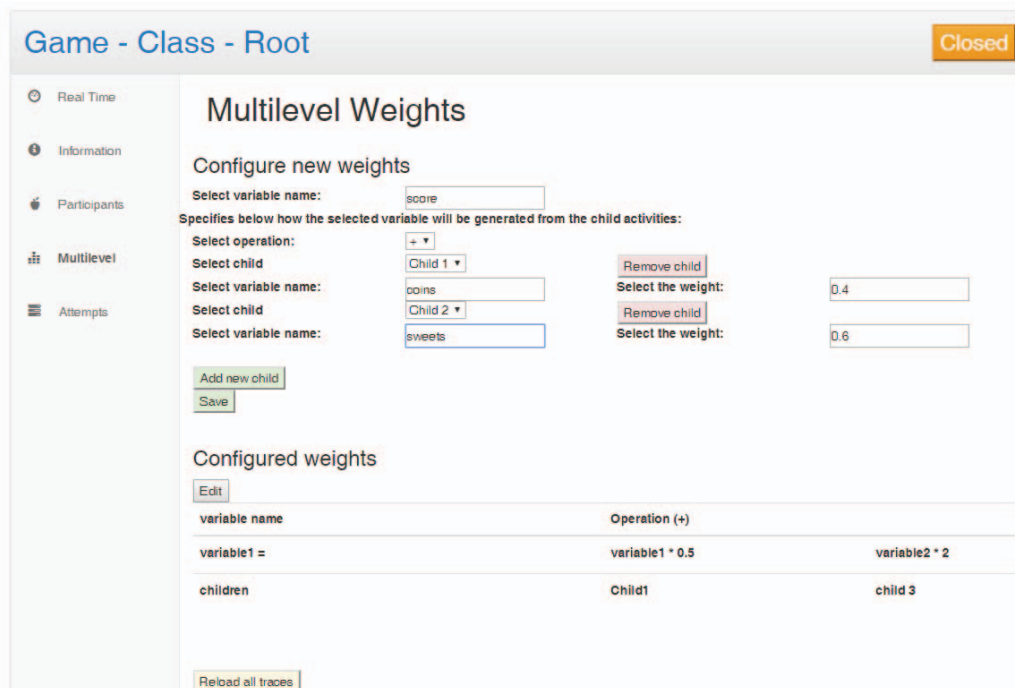 Game - Class - Root
Closed
Real Time
Information
Participants
Multilevel
Attempts
Multilevel Weights
Configure new weights
Select variable name: score
Specifies below how the selected variable will be generated from the child activities:
Select operation: +
Select child Child 1 Remove child
Select variable name: coins Select the weight: 0.4
Select child Child 2 Remove child
Select variable name: sweets Select the weight: 0.6
Add new child
Save
Configured weights
Edit
variable name Operation (+)
variable1 = variable1 * 0.5 variable2 * 2
children Child1 child 3
Reload all traces